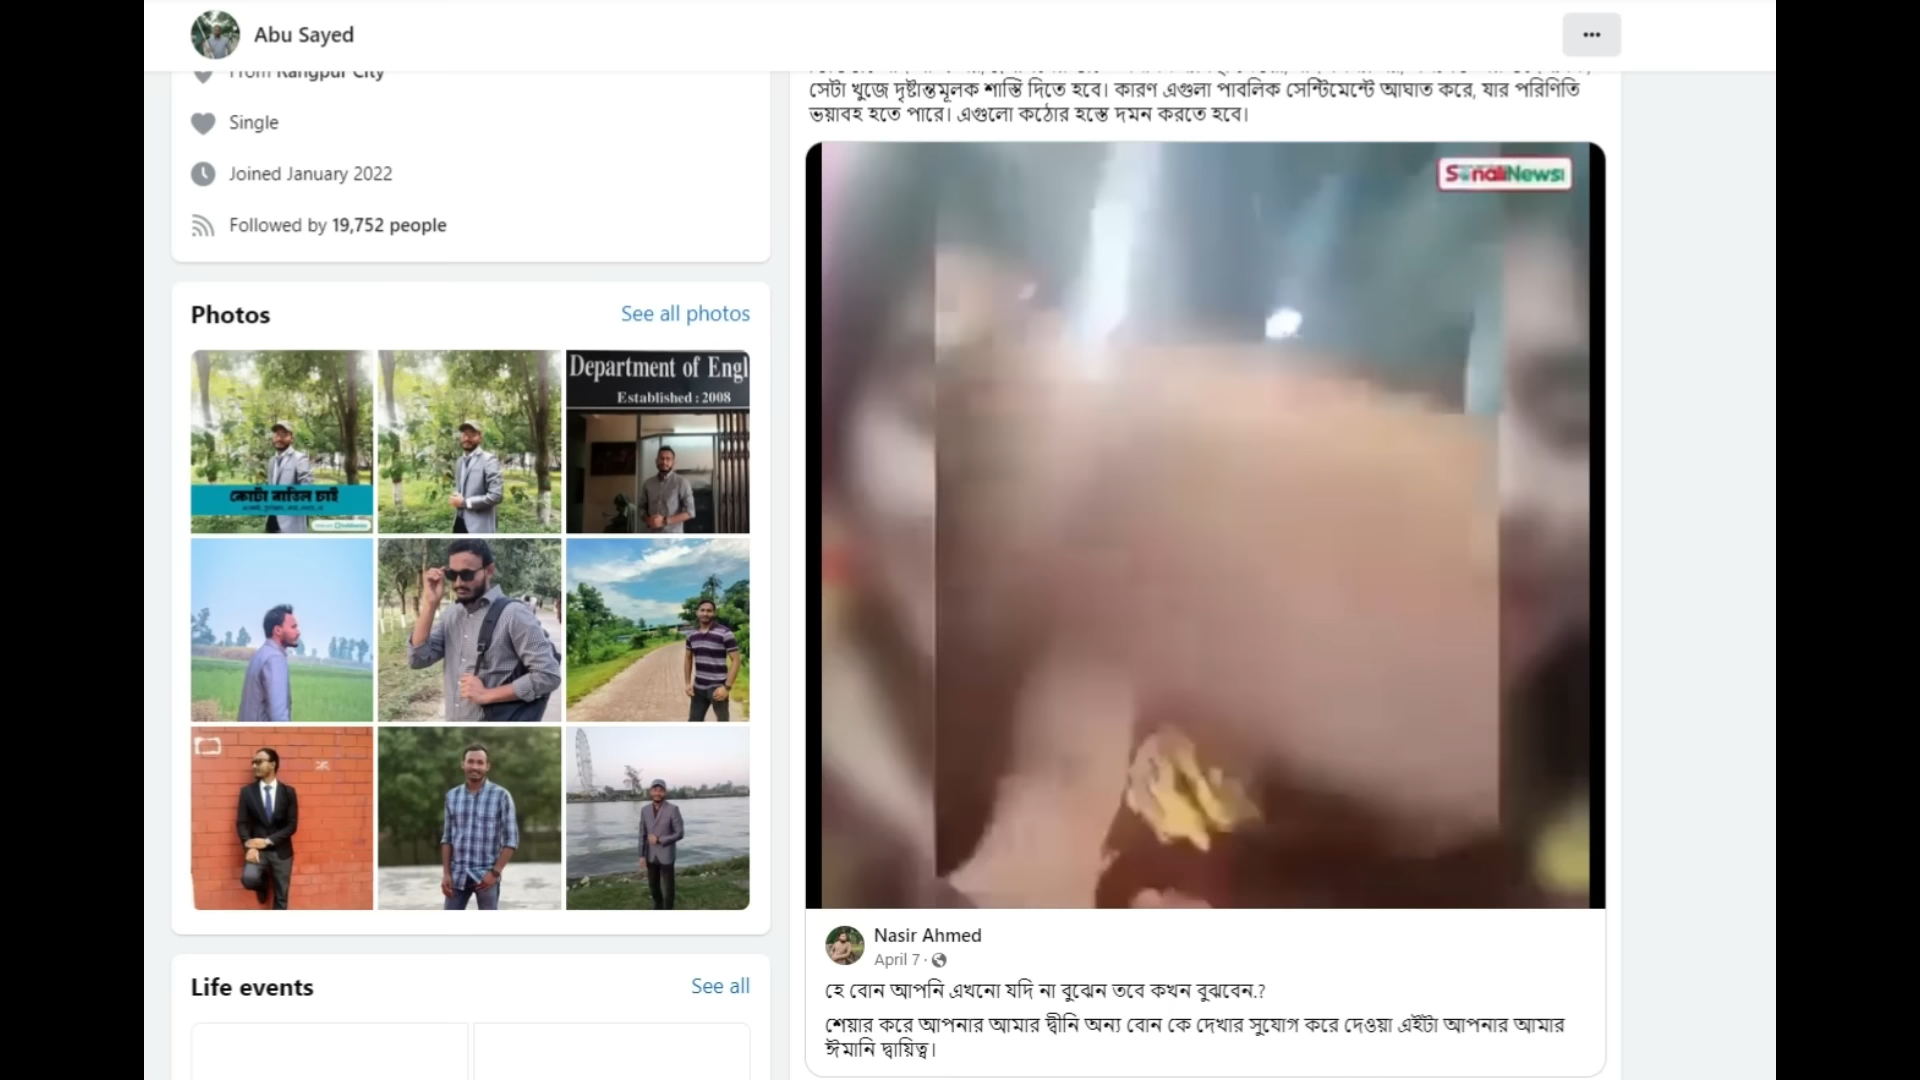 Abu Sayed
From Rangpur City
Single
Joined January 2022
Followed by 19,752 people
Photos
See all photos
Department of Engl
Established : 2008
কোটা বাতিল চাই
Life events
See all
সেটা খুজে দৃষ্টান্তমূলক শাস্তি দিতে হবে। কারণ এগুলা পাবলিক সেন্টিমেন্টে আঘাত করে, যার পরিণিতি
ভয়াবহ হতে পারে। এগুলো কঠোর হস্তে দমন করতে হবে।
SonaliNews
Nasir Ahmed
April 7 ·
হে বোন আপনি এখনো যদি না বুঝেন তবে কখন বুঝবেন.?
শেয়ার করে আপনার আমার দ্বীনি অন্য বোন কে দেখার সুযোগ করে দেওয়া এইটা আপনার আমার
ঈমানি দ্বায়িত্ব।